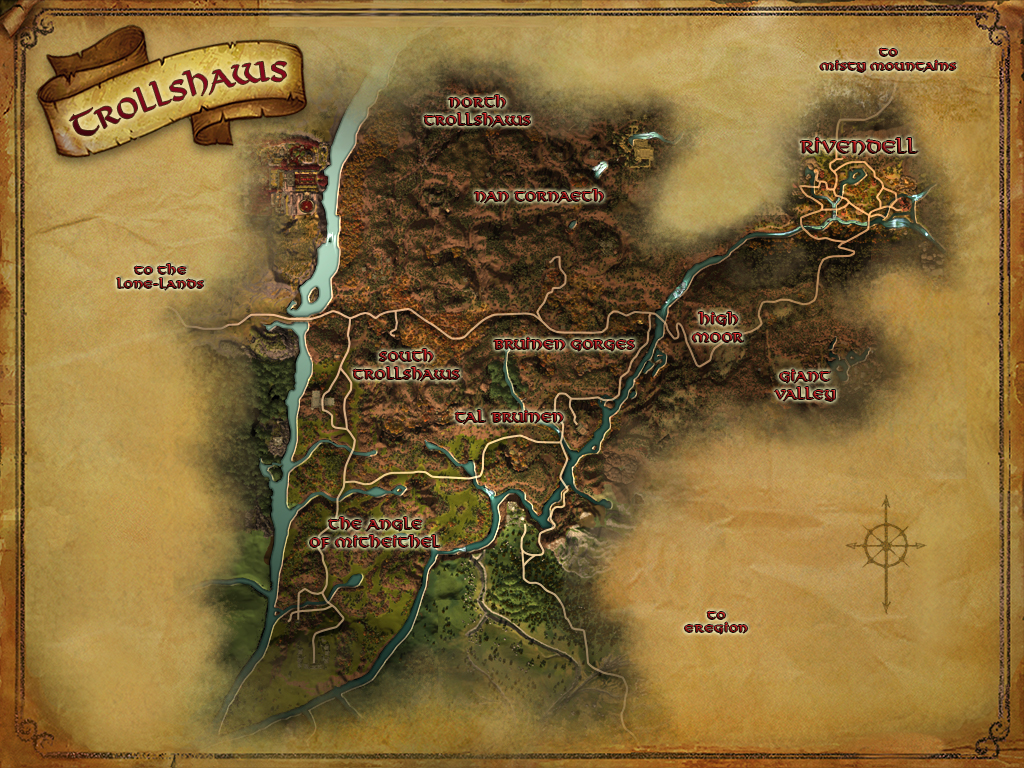 Trollshaws
to
misty mountains
north
trollshaws
rivendell
nan tornaeth
to the
lone-lands
high
moor
bruinen gorges
south
trollshaws
giant
valley
tal bruinen
the angle
of mitheithel
to
eregion